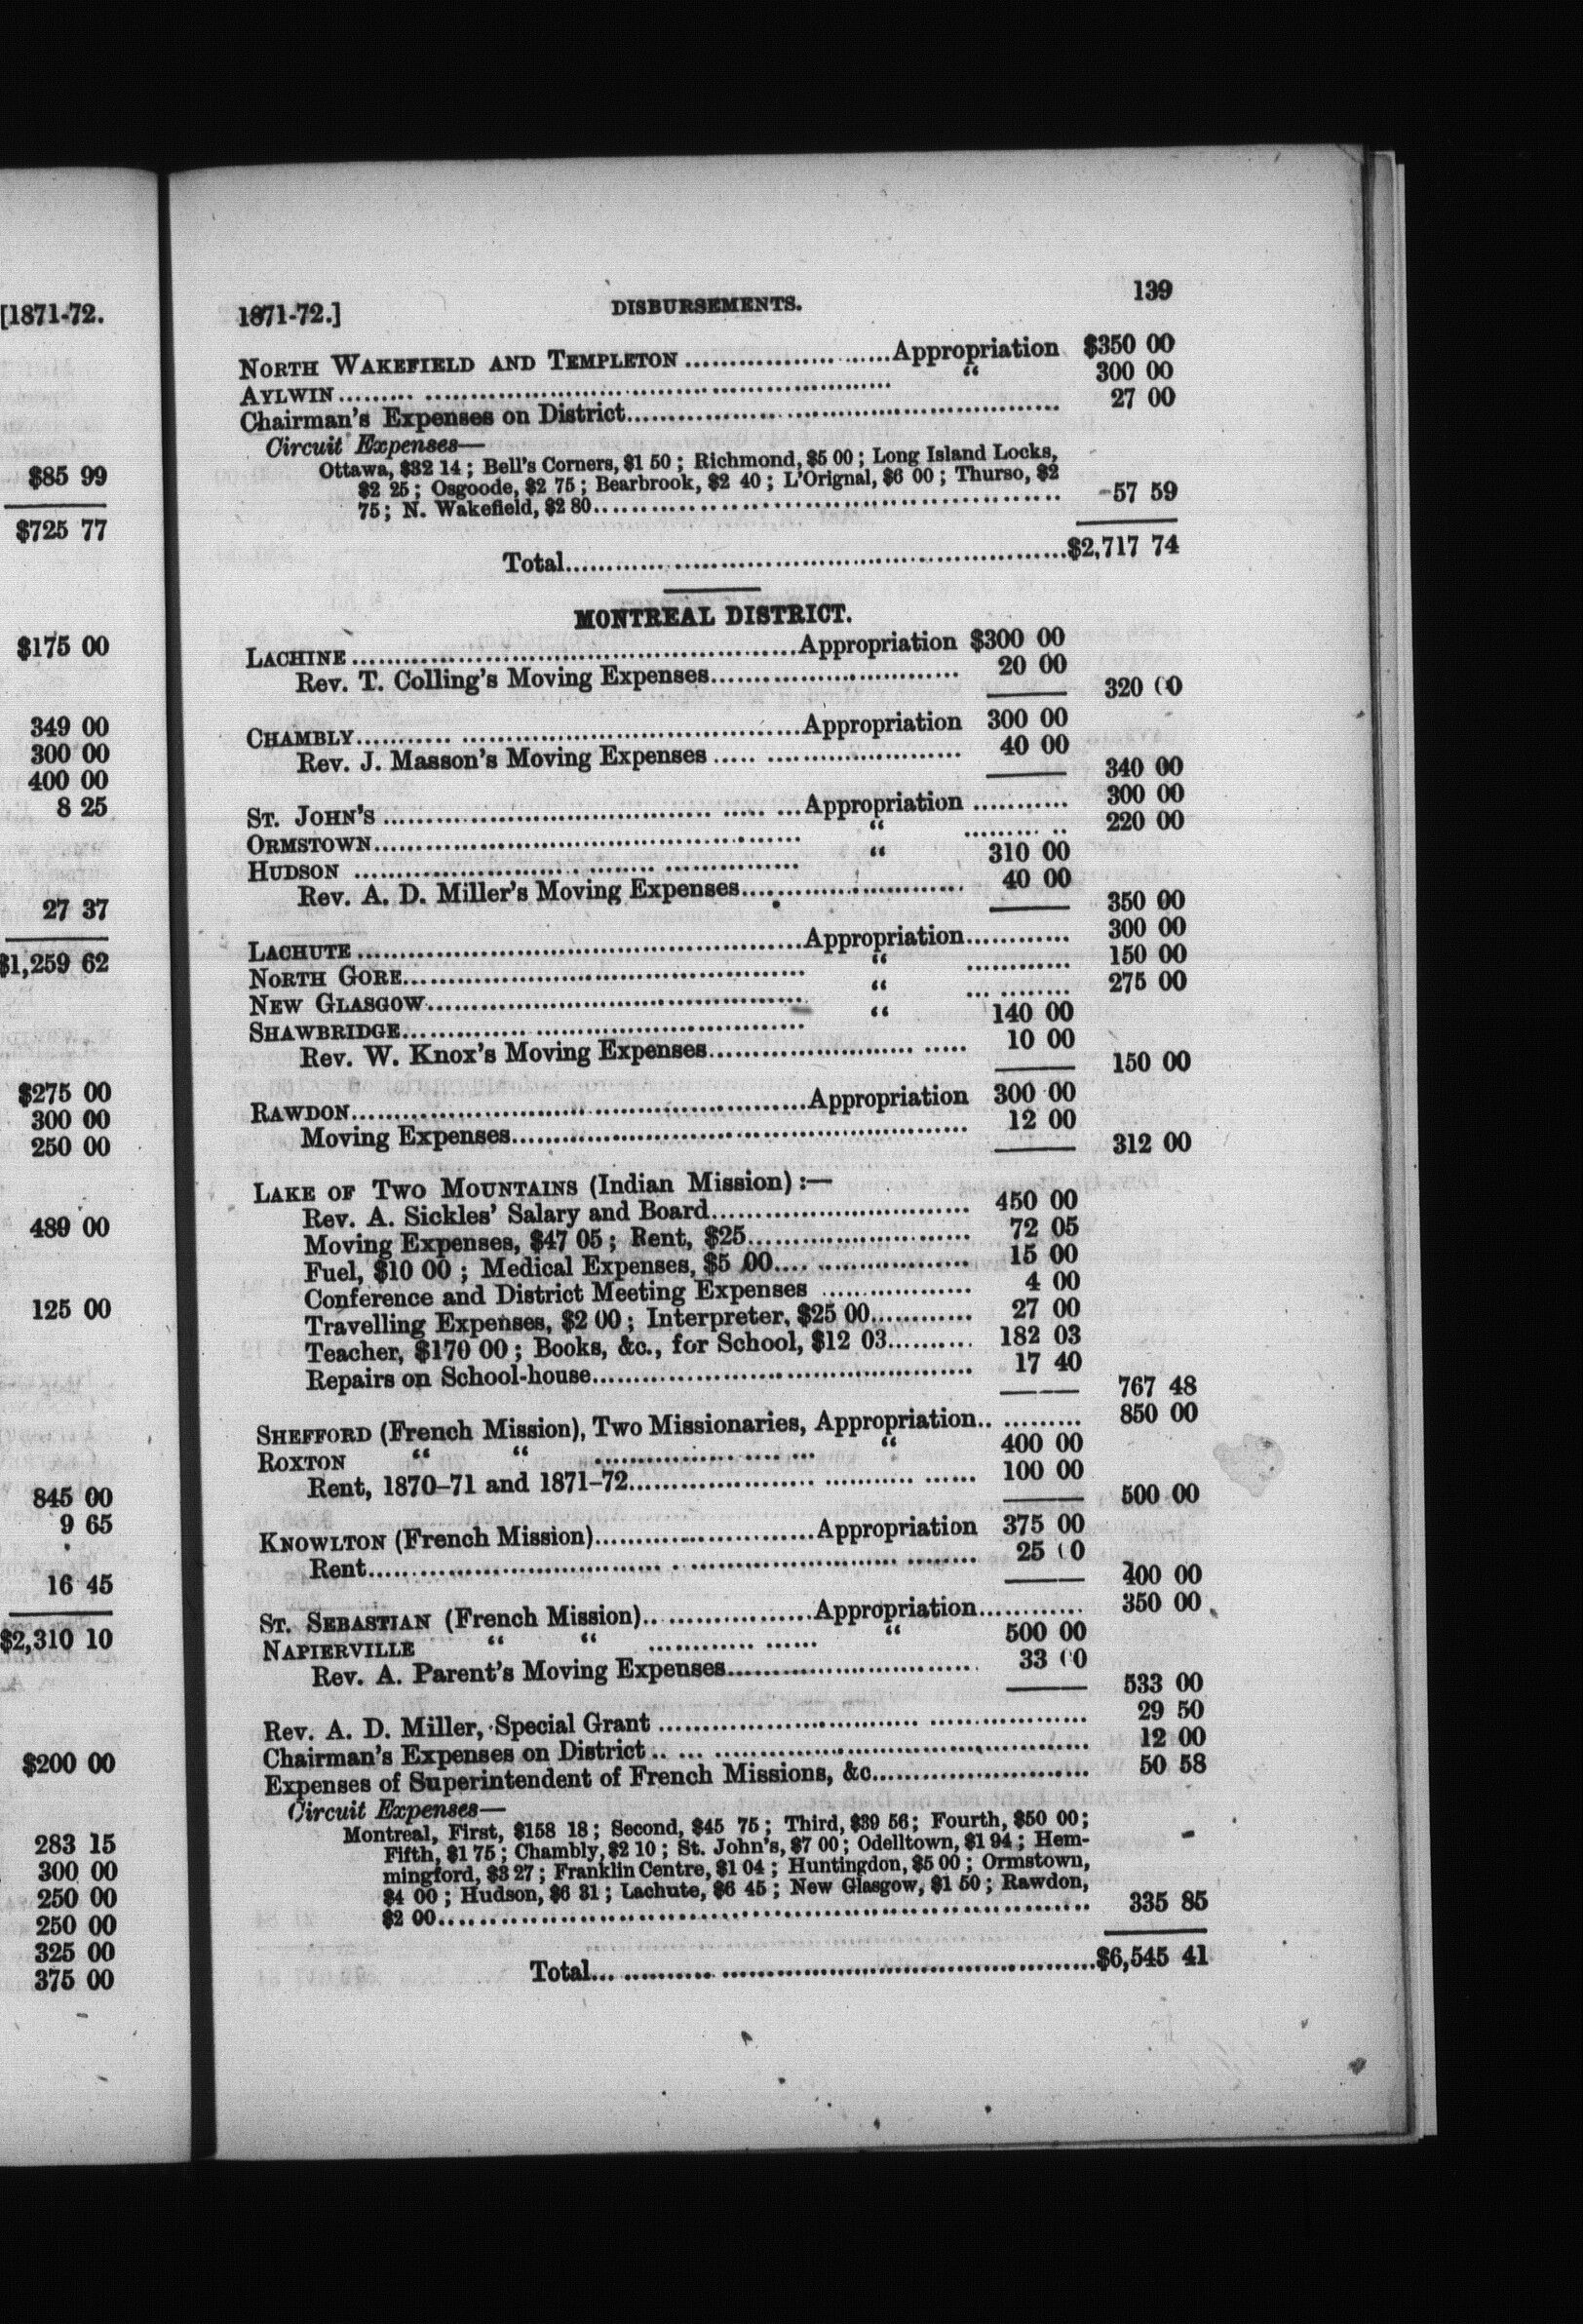 [1871-72.
$85 99
$725 77
$175 00
349 00
300 00
400 00
8 25
27 37
$1,259 62
$275 00
300 00
250 00
489 00
125 00
845 00
9 65
16 45
$2,310 10
$200 00
283 15
300 00
250 00
250 00
325 00
375 00
1871-72.] DISBURSEMENTS. 139
NORTH WAKEFIELD AND TEMPLETON ........................Appropriation $350 00
AYLWIN........................................ “ 300 00
Chairman's Expenses on District........................................ 27 00
Circuit Expenses—
Ottawa, $32 14; Bell's Corners, $1 50; Richmond, $5 00; Long Island Locks,
$2 25; Osgoode, $2 75; Bearbrook, $2 40; L'Orignal, $6 00; Thurso, $2
75; N. Wakefield, $2 80........................................ 57 59
Total........................................$2,717 74
MONTREAL DISTRICT.
LACHINE........................................Appropriation $300 00
Rev. T. Colling's Moving Expenses........................ 20 00
320 00
CHAMBLY........................................Appropriation 300 00
Rev. J. Masson's Moving Expenses ........................ 40 00
340 00
ST. JOHN'S ........................................Appropriation ........... 300 00
ORMSTOWN........................................ “ ........... 220 00
HUDSON ........................................ “ 310 00
Rev. A. D. Miller's Moving Expenses........................ 40 00
350 00
LACHUTE ........................................Appropriation............ 300 00
NORTH GORE........................................ “ ............ 150 00
NEW GLASGOW........................................ “ ............ 275 00
SHAWBRIDGE........................................ “ 140 00
Rev. W. Knox's Moving Expenses........................ 10 00
150 00
RAWDON........................................Appropriation 300 00
Moving Expenses........................................ 12 00
312 00
LAKE OF TWO MOUNTAINS (Indian Mission) :—
Rev. A. Sickles' Salary and Board........................ 450 00
Moving Expenses, $47 05; Rent, $25........................ 72 05
Fuel, $10 00; Medical Expenses, $5 00........................ 15 00
Conference and District Meeting Expenses .................. 4 00
Travelling Expenses, $2 00; Interpreter, $25 00............ 27 00
Teacher, $170 00; Books, &c., for School, $12 03.......... 182 03
Repairs on School-house........................................ 17 40
767 48
SHEFFORD (French Mission), Two Missionaries, Appropriation.. ......... 850 00
ROXTON “ “ ........................ “ 400 00
Rent, 1870–71 and 1871–72........................................ 100 00
500 00
KNOWLTON (French Mission)........................Appropriation 375 00
Rent........................................ 25 00
400 00
ST. SEBASTIAN (French Mission)........................Appropriation............ 350 00
NAPIERVILLE “ “ .................. “ 500 00
Rev. A. Parent's Moving Expenses........................ 33 00
533 00
Rev. A. D. Miller, Special Grant ........................................ 29 50
Chairman's Expenses on District ........................................ 12 00
Expenses of Superintendent of French Missions, &c........................ 50 58
Circuit Expenses—
Montreal, First, $158 18; Second, $45 75; Third, $39 56; Fourth, $50 00;
Fifth, $1 75; Chambly, $2 10; St. John's, $7 00; Odelltown, $1 94; Hem-
mingford, $3 27; Franklin Centre, $1 04; Huntingdon, $5 00; Ormstown,
$4 00; Hudson, $6 31; Lachute, $6 45; New Glasgow, $1 50; Rawdon,
$2 00........................................ 335 85
Total........................................$6,545 41